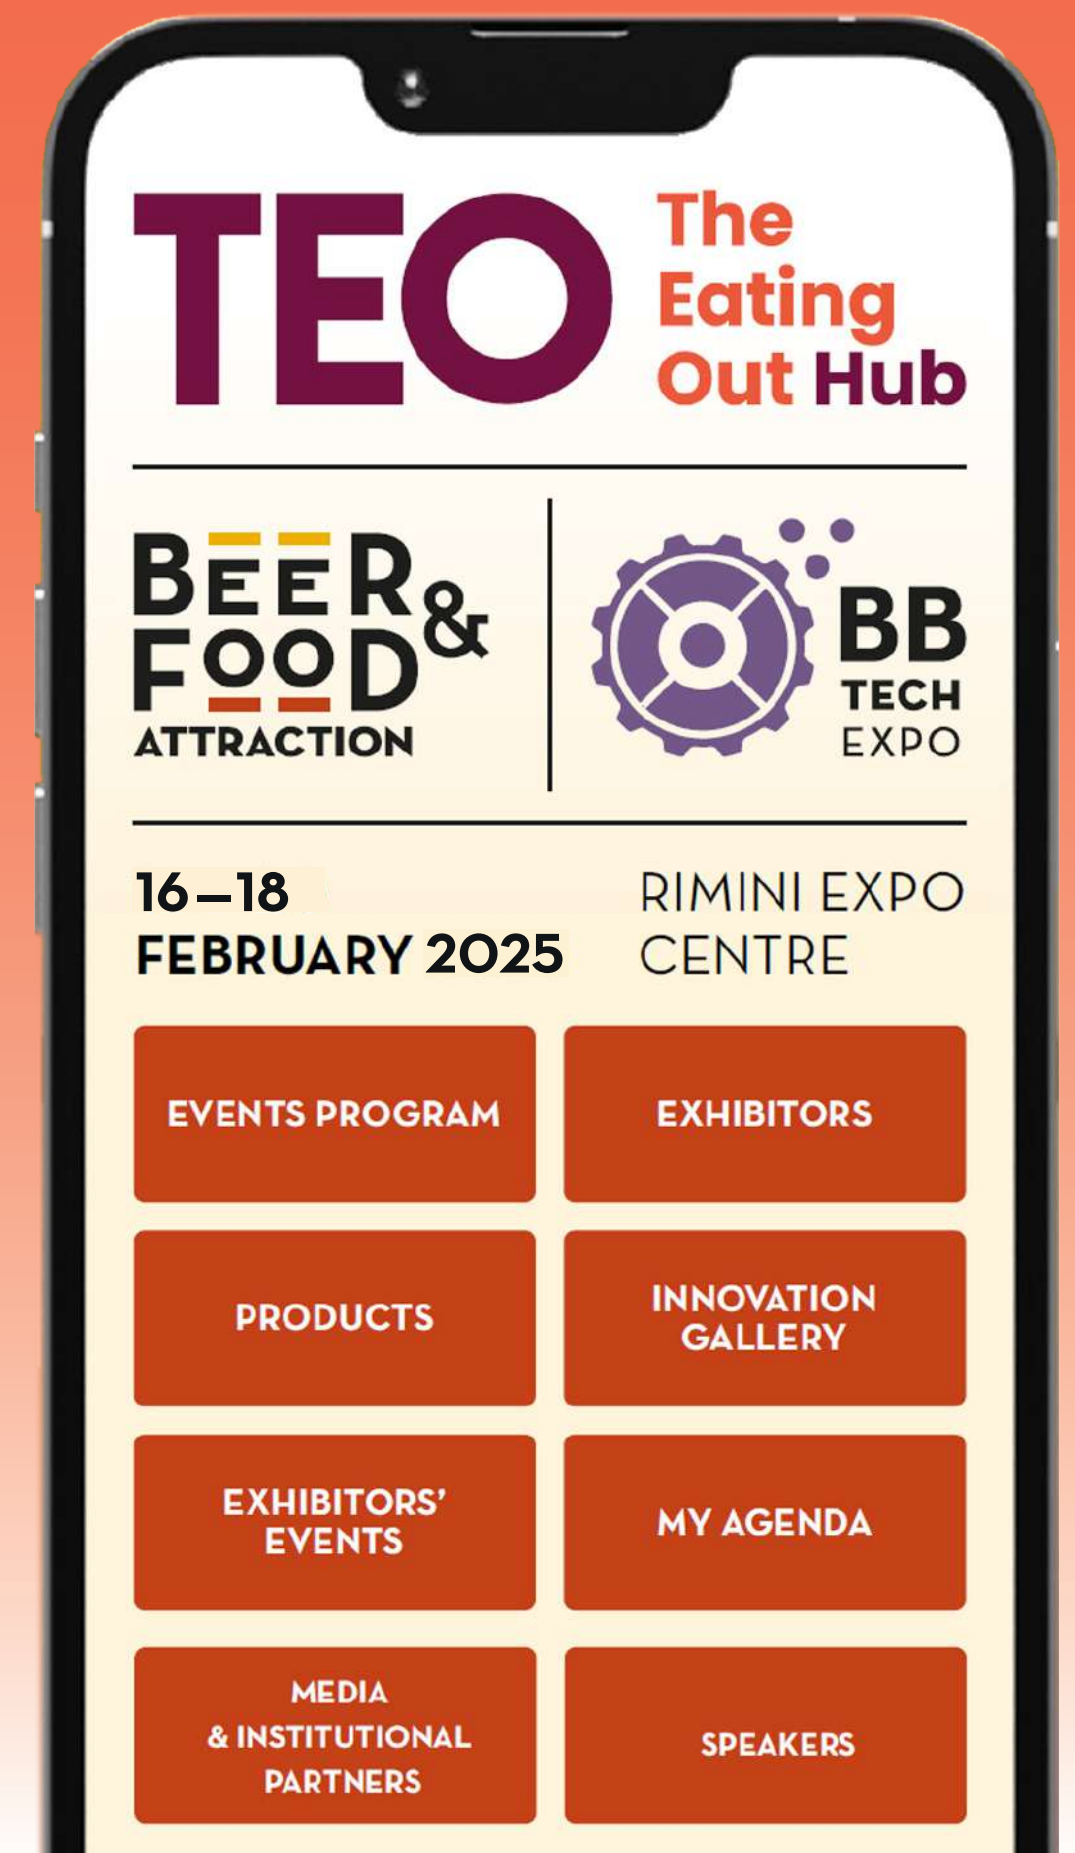 TEO
The
Eating
Out Hub
BEER &
FOOD
ATTRACTION
BB
TECH
EXPO
16–18
FEBRUARY 2025
RIMINI EXPO
CENTRE
EVENTS PROGRAM
EXHIBITORS
PRODUCTS
INNOVATION
GALLERY
EXHIBITORS’
EVENTS
MY AGENDA
MEDIA
& INSTITUTIONAL
PARTNERS
SPEAKERS